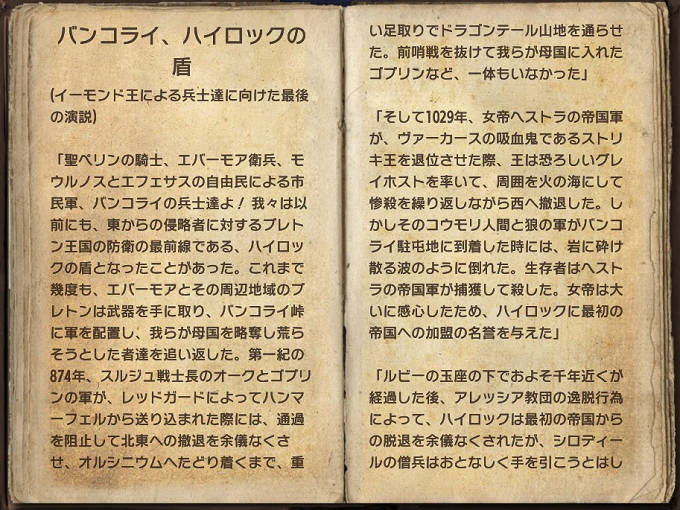 バンコライ、ハイロックの
盾
(イーモンド王による兵士達に向けた最後
の演説)
「聖ペリンの騎士、エバーモア衛兵、モ
ウルノスとエフェサスの自由民による市
民軍、バンコライの兵士達よ! 我々は以
前にも、東からの侵略者に対するブレト
ン王国の防衛の最前線である、ハイロッ
クの盾となったことがあった。これまで
幾度も、エバーモアとその周辺地域のブ
レトンは武器を手に取り、バンコライ峠
に軍を配置し、我らが母国を略奪し荒ら
そうとした者達を追い返した。第一紀の
874年、スルジュ戦士長のオークとゴブリ
ンの軍が、レッドガードによってハンマ
ーフェルから送り込まれた際には、通過
を阻止して北東への撤退を余儀なくさ
せ、オルシニウムへたどり着くまで、重
い足取りでドラゴンテール山地を通らせ
た。前哨戦を抜けて我らが母国に入れた
ゴブリンなど、一体もいなかった」
「そして1029年、女帝ヘストラの帝国軍
が、ヴァーカースの吸血鬼であるストリ
キ王を退位させた際、王は恐ろしいグレ
イホストを率いて、周囲を火の海にして
惨殺を繰り返しながら西へ撤退した。し
かしそのコウモリ人間と狼の軍がバンコ
ライ駐屯地に到着した時には、岩に砕け
散る波のように倒れた。生存者はヘスト
ラの帝国軍が捕獲して殺した。女帝は大
いに感心したため、ハイロックに最初の
帝国への加盟の名誉を与えた」
「ルビーの玉座の下でおよそ千年近くが
経過した後、アレッシア教団の逸脱行為
によって、ハイロックは最初の帝国から
の脱退を余儀なくされたが、シロディー
ルの僧兵はおとなしく手を引こうとはし